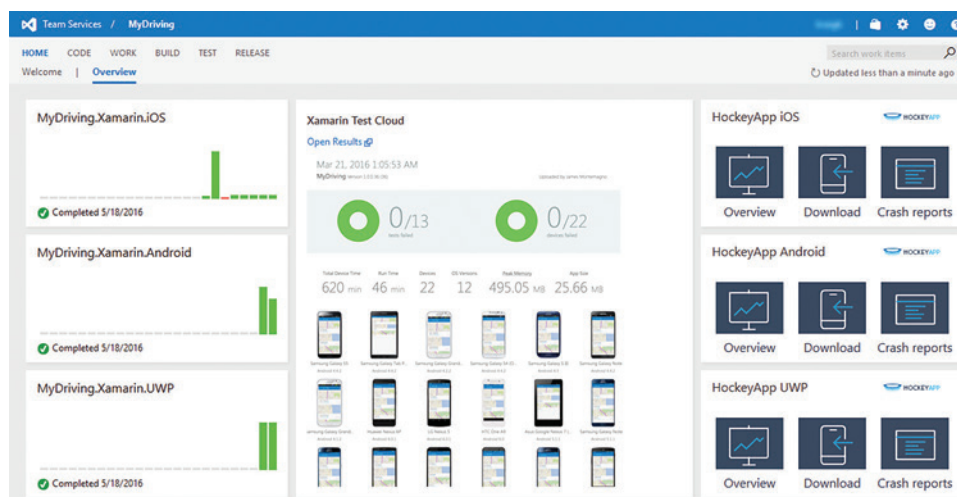 Team Services / MyDriving
HOME CODE WORK BUILD TEST RELEASE
Search work items
Welcome | Overview
Updated less than a minute ago
MyDriving.Xamarin.iOS
Completed 5/18/2016
MyDriving.Xamarin.Android
Completed 5/18/2016
MyDriving.Xamarin.UWP
Completed 5/18/2016
Xamarin Test Cloud
Open Results
Mar 21, 2016 1:05:53 AM
MyDriving
0/13
tests failed
0/22
devices failed
Total Device Time Run Time Devices OS Versions Peak Memory App Size
620 min 46 min 22 12 495.05 MB 25.66 MB
HockeyApp iOS
HOCKEYAPP
Overview Download Crash reports
HockeyApp Android
HOCKEYAPP
Overview Download Crash reports
HockeyApp UWP
HOCKEYAPP
Overview Download Crash reports